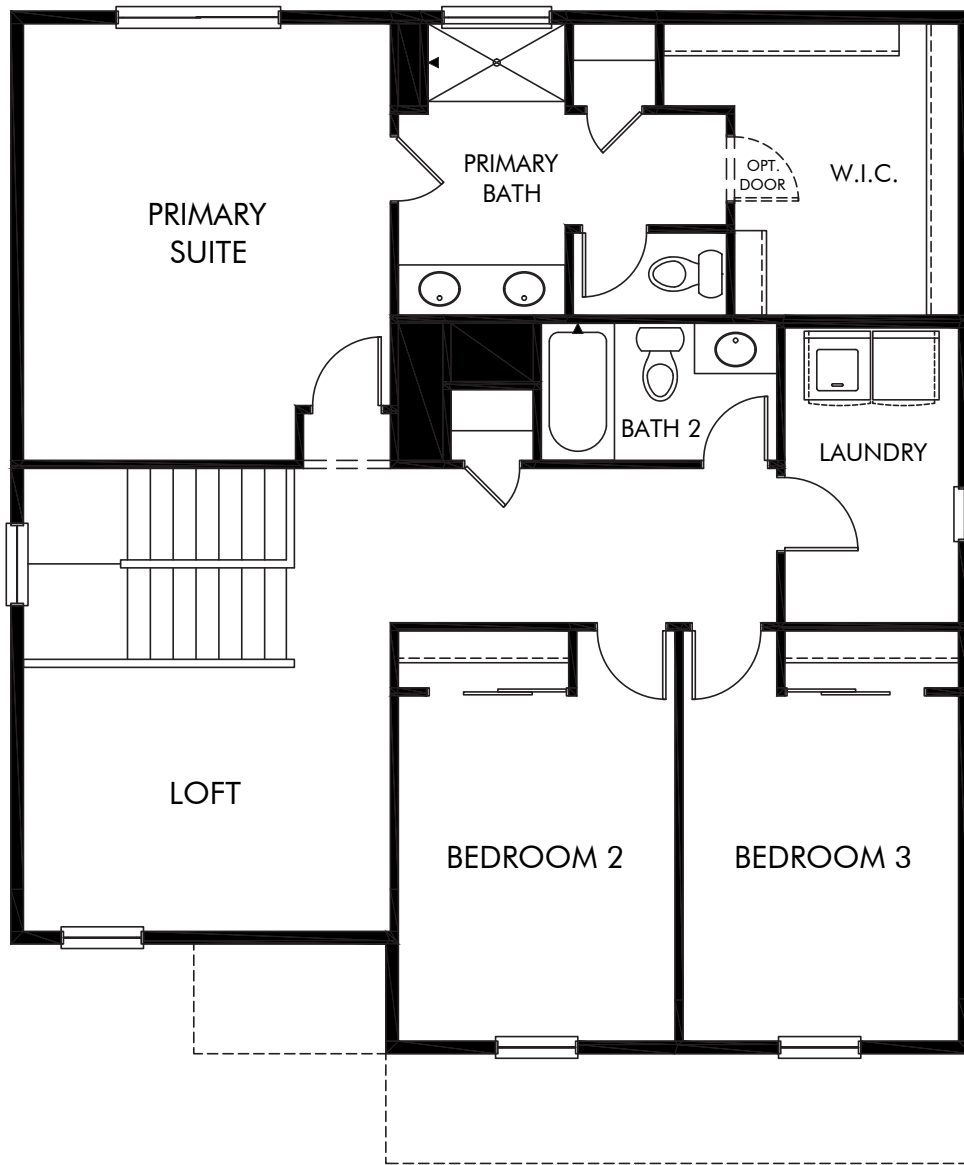 PRIMARY
SUITE
PRIMARY
BATH
OPT.
DOOR
W.I.C.
BATH 2
LAUNDRY
LOFT
BEDROOM 2
BEDROOM 3